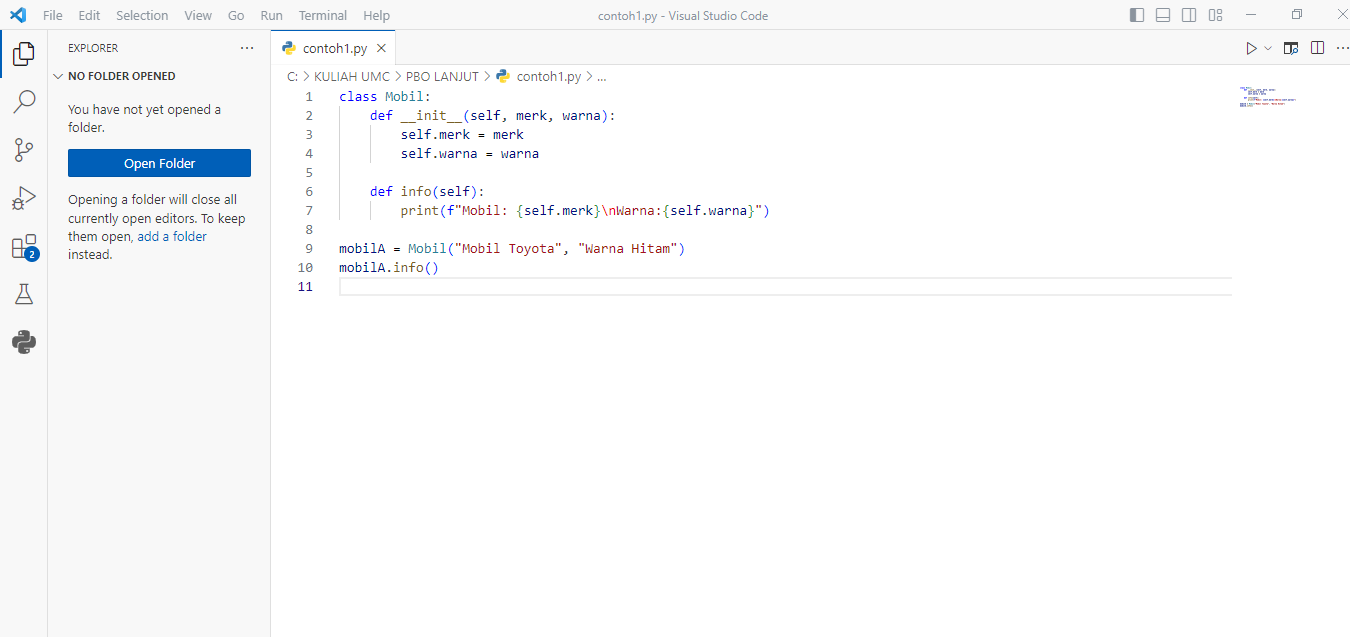 File Edit Selection View Go Run Terminal Help contoh1.py - Visual Studio Code
EXPLORER
NO FOLDER OPENED
You have not yet opened a
folder.
Open Folder
Opening a folder will close all
currently open editors. To keep
them open, add a folder
instead.
2
contoh1.py
C: > KULIAH UMC > PBO LANJUT > contoh1.py > ...
1 class Mobil:
2     def __init__(self, merk, warna):
3         self.merk = merk
4         self.warna = warna
5
6     def info(self):
7         print(f"Mobil: {self.merk}\nWarna:{self.warna}")
8
9 mobilA = Mobil("Mobil Toyota", "Warna Hitam")
10 mobilA.info()
11